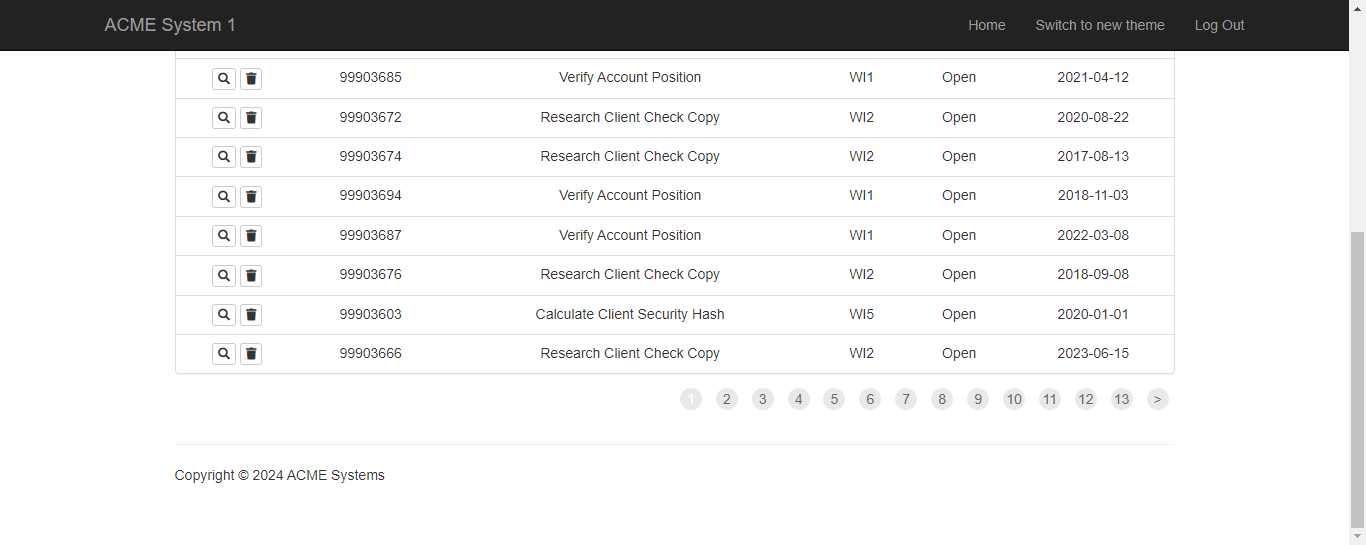 ACME System 1 Home Switch to new theme Log Out
99903685 Verify Account Position WI1 Open 2021-04-12
99903672 Research Client Check Copy WI2 Open 2020-08-22
99903674 Research Client Check Copy WI2 Open 2017-08-13
99903694 Verify Account Position WI1 Open 2018-11-03
99903687 Verify Account Position WI1 Open 2022-03-08
99903676 Research Client Check Copy WI2 Open 2018-09-08
99903603 Calculate Client Security Hash WI5 Open 2020-01-01
99903666 Research Client Check Copy WI2 Open 2023-06-15
1 2 3 4 5 6 7 8 9 10 11 12 13 >
Copyright © 2024 ACME Systems